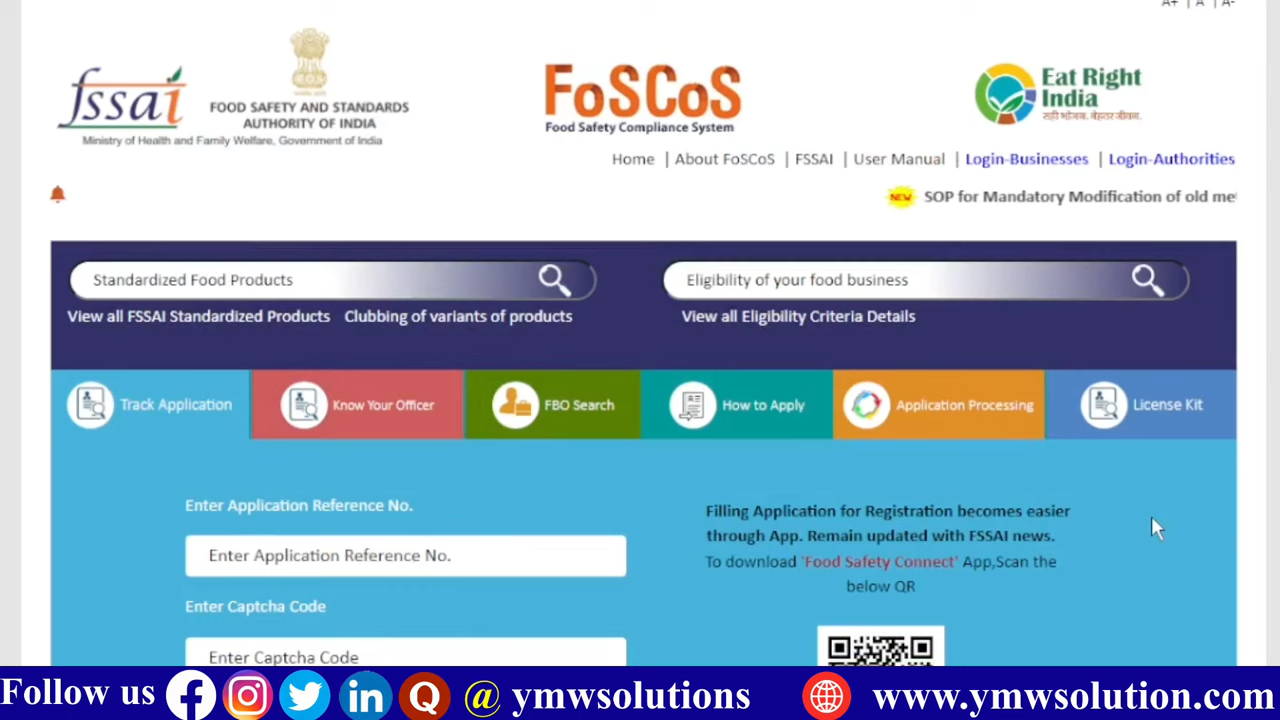 A+ | A | A-
fssai
FOOD SAFETY AND STANDARDS
AUTHORITY OF INDIA
Ministry of Health and Family Welfare, Government of India
FoSCoS
Food Safety Compliance System
Eat Right
India
सही भोजन. बेहतर जीवन.
Home | About FoSCoS | FSSAI | User Manual | Login-Businesses | Login-Authorities
NEW SOP for Mandatory Modification of old me
Standardized Food Products
Eligibility of your food business
View all FSSAI Standardized Products Clubbing of variants of products
View all Eligibility Criteria Details
Track Application
Know Your Officer
FBO Search
How to Apply
Application Processing
License Kit
Enter Application Reference No.
Enter Application Reference No.
Enter Captcha Code
Enter Captcha Code
Filling Application for Registration becomes easier
through App. Remain updated with FSSAI news.
To download 'Food Safety Connect' App,Scan the
below QR
Follow us @ ymwsolutions www.ymwsolution.com